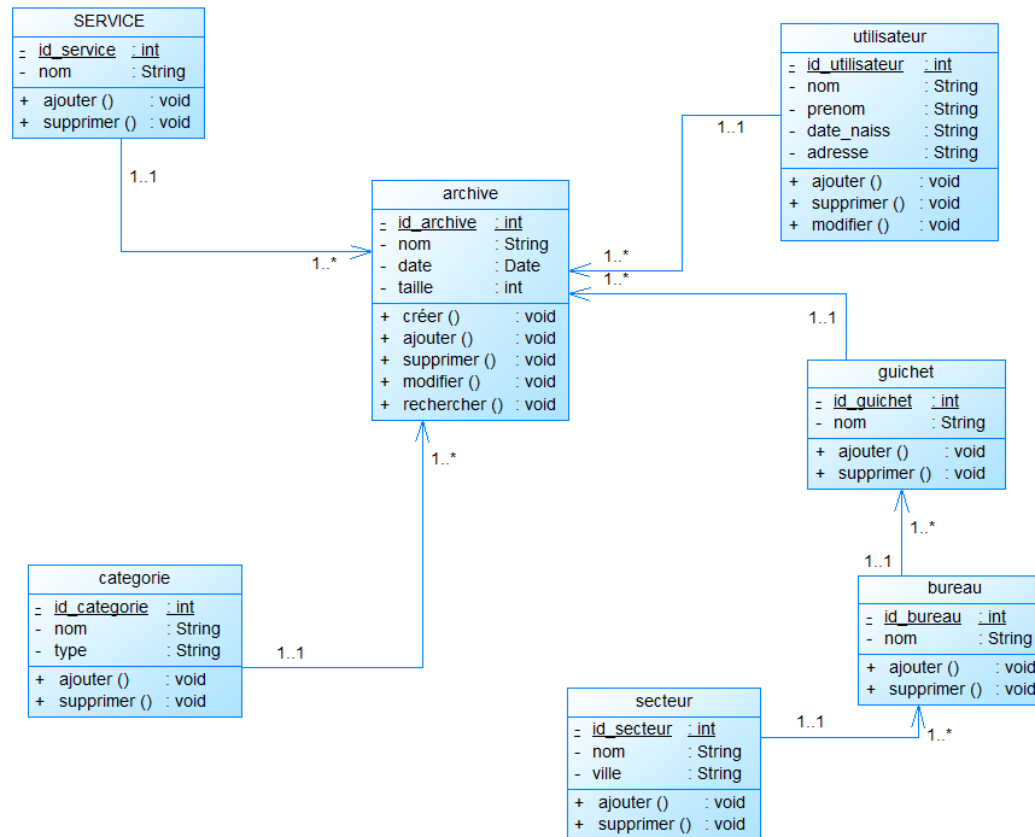 SERVICE
- id_service : int
- nom : String
+ ajouter () : void
+ supprimer () : void
1..1
1..*
utilisateur
- id_utilisateur : int
- nom : String
- prenom : String
- date_naiss : String
- adresse : String
+ ajouter () : void
+ supprimer () : void
+ modifier () : void
1..1
1..*
archive
- id_archive : int
- nom : String
- date : Date
- taille : int
+ créer () : void
+ ajouter () : void
+ supprimer () : void
+ modifier () : void
+ rechercher () : void
1..*
1..1
1..*
guichet
- id_guichet : int
- nom : String
+ ajouter () : void
+ supprimer () : void
1..*
1..1
categorie
- id_categorie : int
- nom : String
- type : String
+ ajouter () : void
+ supprimer () : void
1..1
bureau
- id_bureau : int
- nom : String
+ ajouter () : void
+ supprimer () : void
secteur
- id_secteur : int
- nom : String
- ville : String
+ ajouter () : void
+ supprimer () : void
1..1
1..*